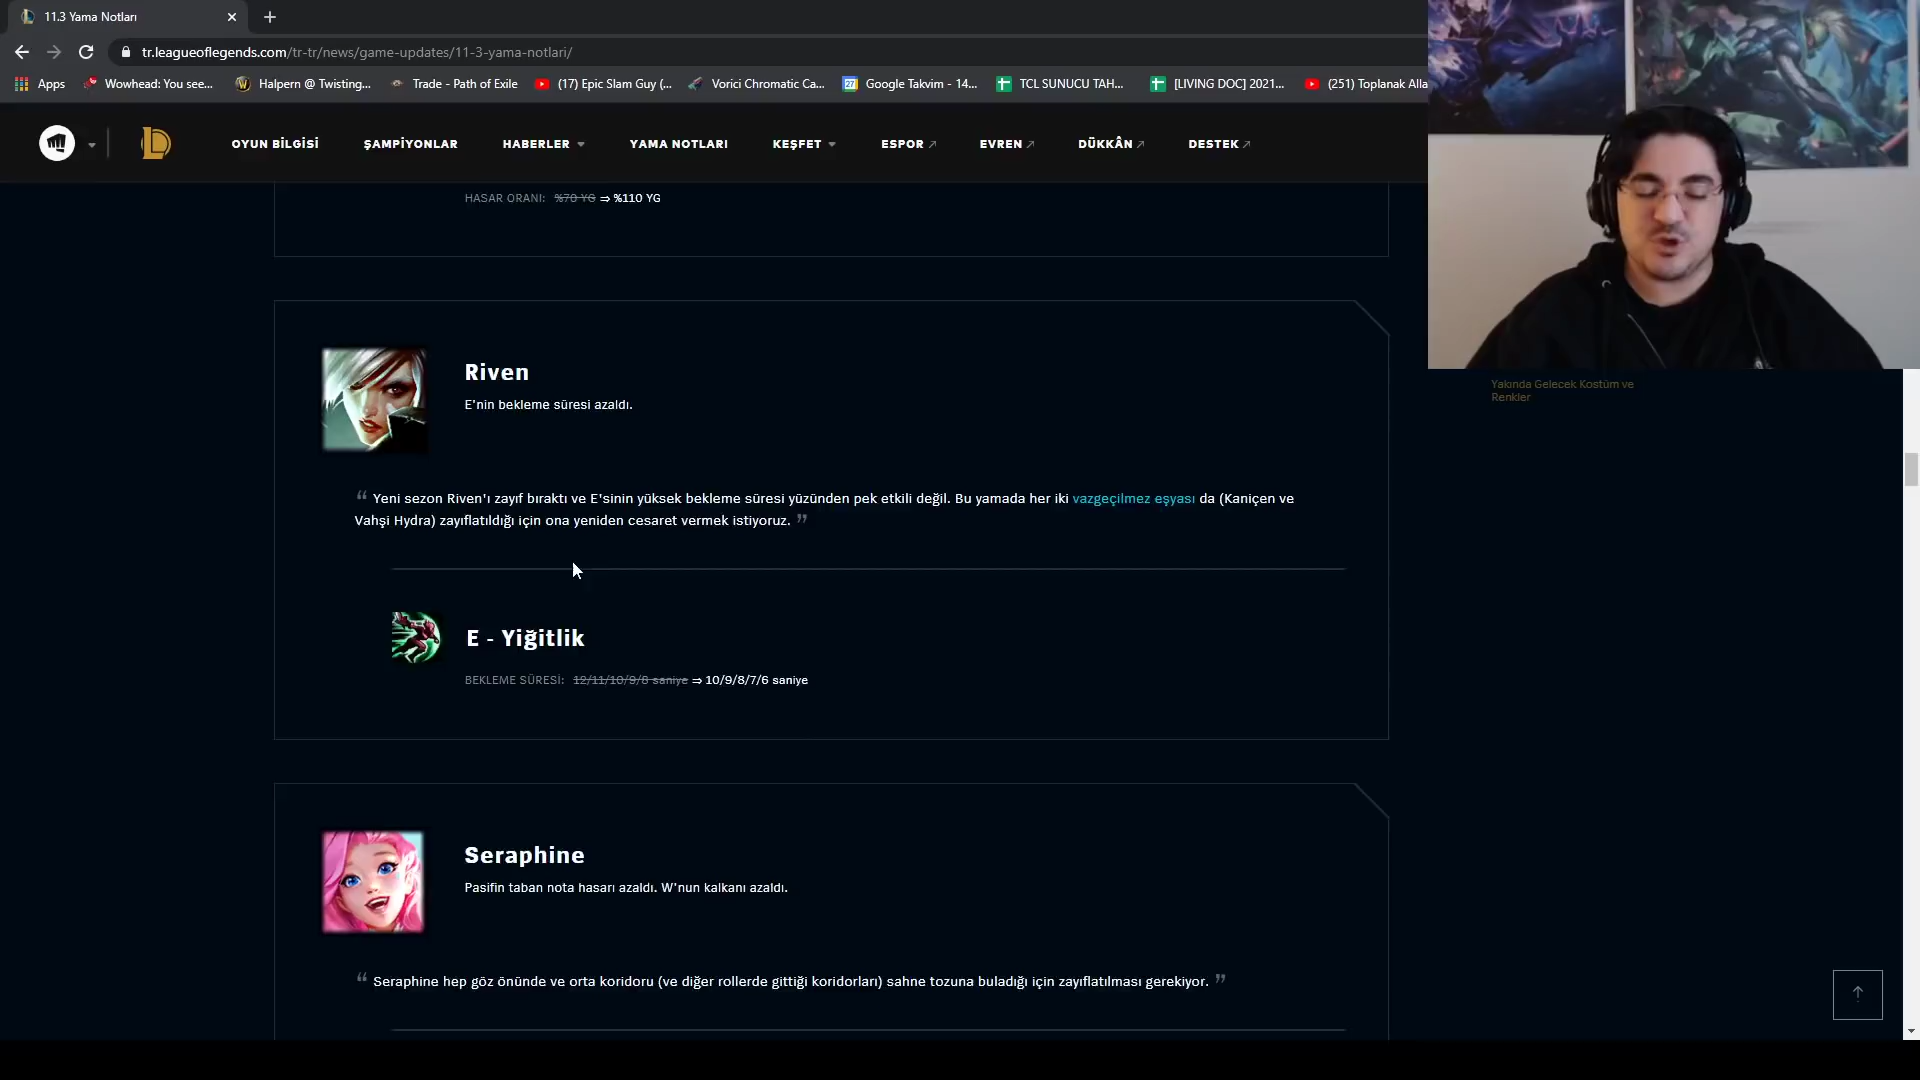 11.3 Yama Notları
tr.leagueoflegends.com/tr-tr/news/game-updates/11-3-yama-notlari/
Apps Wowhead: You see... Halpern @ Twisting... Trade - Path of Exile (17) Epic Slam Guy (... Vorici Chromatic Ca... 27 Google Takvim - 14... TCL SUNUCU TAH... [LIVING DOC] 2021... (251) Toplanak Alla
OYUN BİLGİSİ ŞAMPİYONLAR HABERLER YAMA NOTLARI KEŞFET ESPOR EVREN DÜKKÂN DESTEK
HASAR ORANI: %70 YG ⇒ %110 YG
Yakında Gelecek Kostüm ve
Renkler
Riven
E'nin bekleme süresi azaldı.
“ Yeni sezon Riven'ı zayıf bıraktı ve E'sinin yüksek bekleme süresi yüzünden pek etkili değil. Bu yamada her iki vazgeçilmez eşyası da (Kaniçen ve
Vahşi Hydra) zayıflatıldığı için ona yeniden cesaret vermek istiyoruz. ”
E - Yiğitlik
BEKLEME SÜRESİ: 12/11/10/9/8 saniye ⇒ 10/9/8/7/6 saniye
Seraphine
Pasifin taban nota hasarı azaldı. W'nun kalkanı azaldı.
“ Seraphine hep göz önünde ve orta koridoru (ve diğer rollerde gittiği koridorları) sahne tozuna buladığı için zayıflatılması gerekiyor. ”